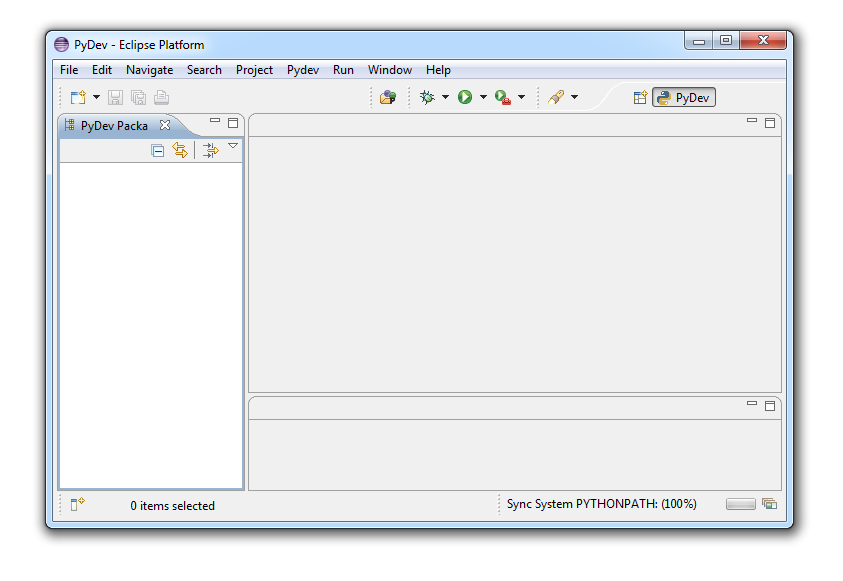 PyDev - Eclipse Platform
File Edit Navigate Search Project Pydev Run Window Help
PyDev
PyDev Packa
0 items selected
Sync System PYTHONPATH: (100%)